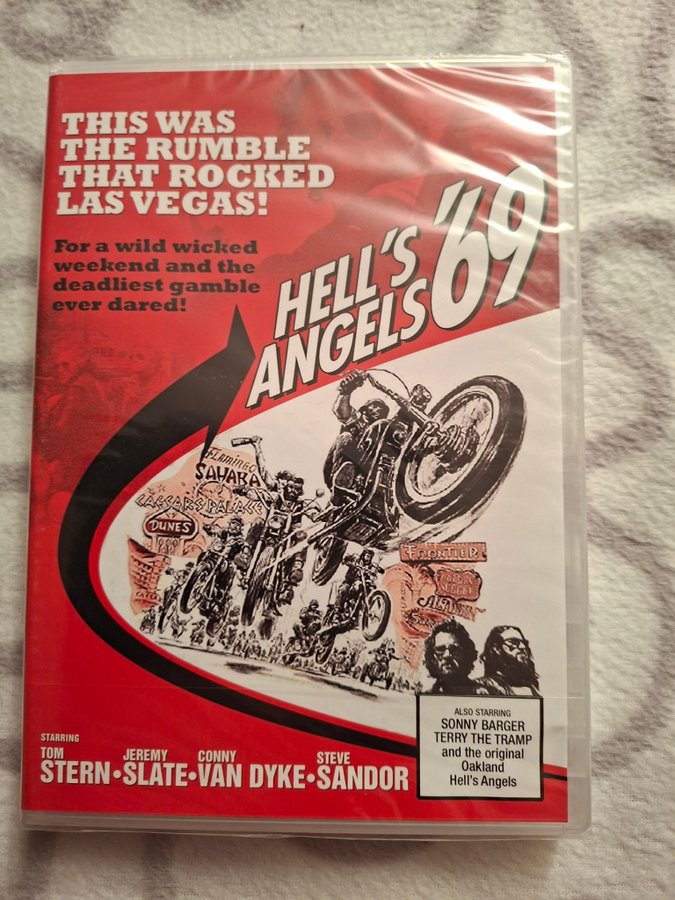 THIS WAS
THE RUMBLE
THAT ROCKED
LAS VEGAS!
For a wild wicked
weekend and the
deadliest gamble
ever dared!
HELL'S
ANGELS '69
FLAMINGO
SAHARA
CAESARS PALACE
DUNES
FRONTIER
STARRING
TOM
STERN • JEREMY
SLATE • CONNY
VAN DYKE • STEVE
SANDOR
ALSO STARRING
SONNY BARGER
TERRY THE TRAMP
and the original
Oakland
Hell's Angels